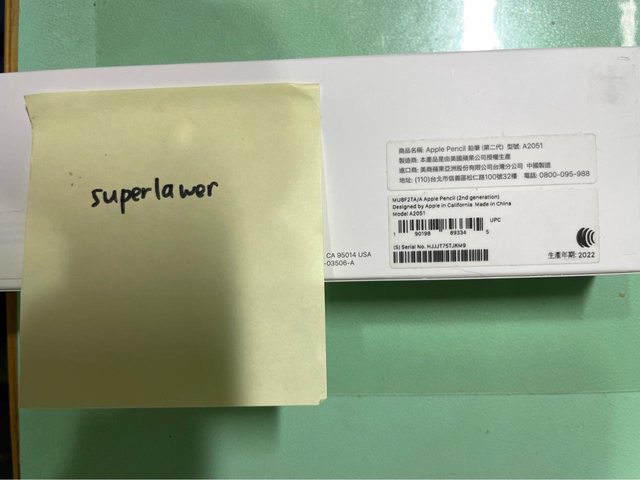 superlawer
商品名稱: Apple Pencil 鉛筆 (第二代) 型號: A2051
製造商: 本產品是由美國蘋果公司授權生產
進口商: 美商蘋果亞洲股份有限公司台灣分公司 中國製造
地址: (110)台北市信義區松仁路100號32樓 電話: 0800-095-988
MU8F2TA/A Apple Pencil (2nd generation)
Designed by Apple in California Made in China
Model A2051
UPC
1 90198 89334 5
(S) Serial No. HJJJT75TJKM9
生產年期: 2022
CA 95014 USA
-03506-A